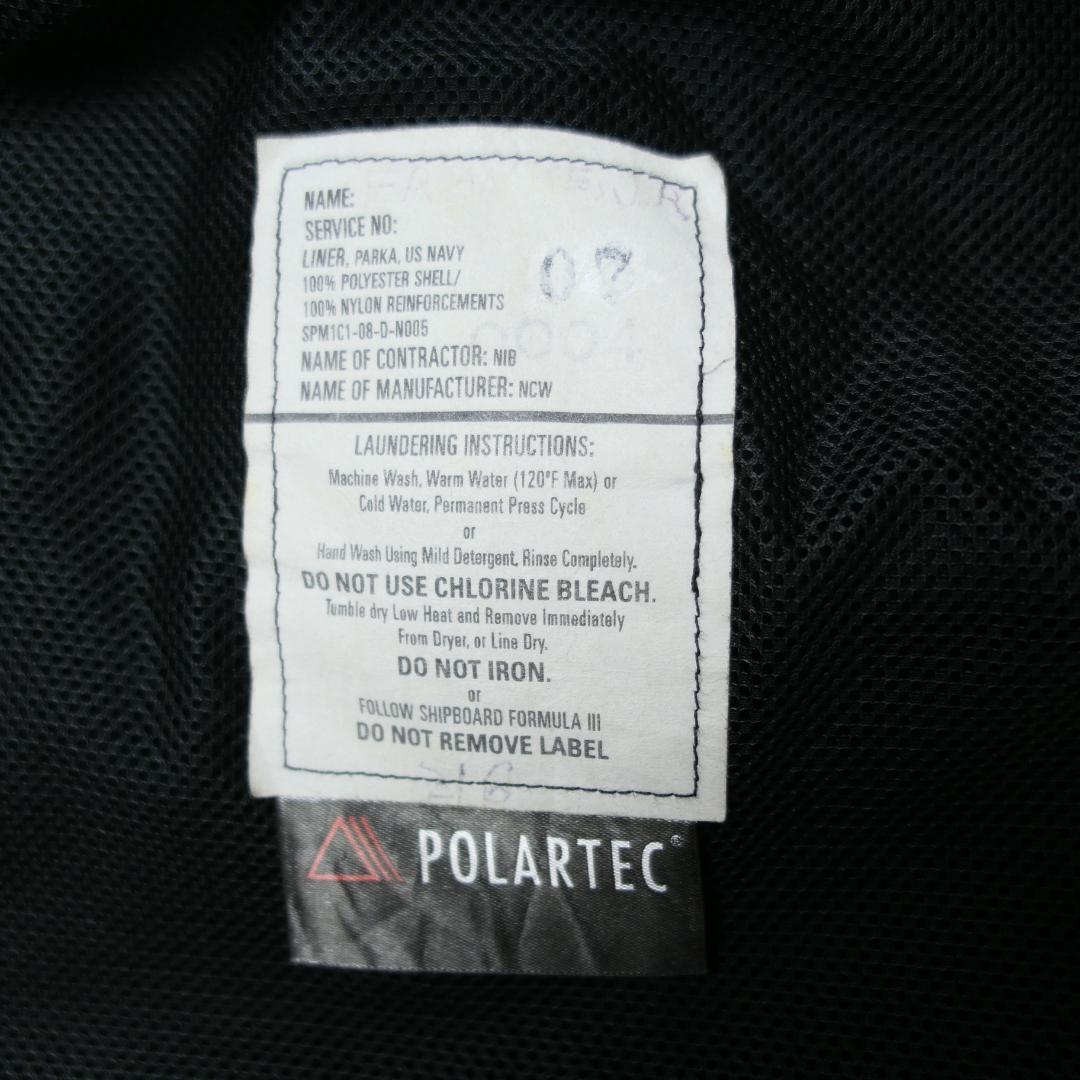 NAME:
SERVICE NO:
LINER, PARKA, US NAVY
100% POLYESTER SHELL/
100% NYLON REINFORCEMENTS
SPM1C1-08-D-N005
0004
NAME OF CONTRACTOR: NIB
NAME OF MANUFACTURER: NCW
LAUNDERING INSTRUCTIONS:
Machine Wash, Warm Water (120°F Max) or
Cold Water, Permanent Press Cycle
or
Hand Wash Using Mild Detergent, Rinse Completely.
DO NOT USE CHLORINE BLEACH.
Tumble dry Low Heat and Remove Immediately
From Dryer, or Line Dry.
DO NOT IRON.
or
FOLLOW SHIPBOARD FORMULA III
DO NOT REMOVE LABEL
POLARTEC®